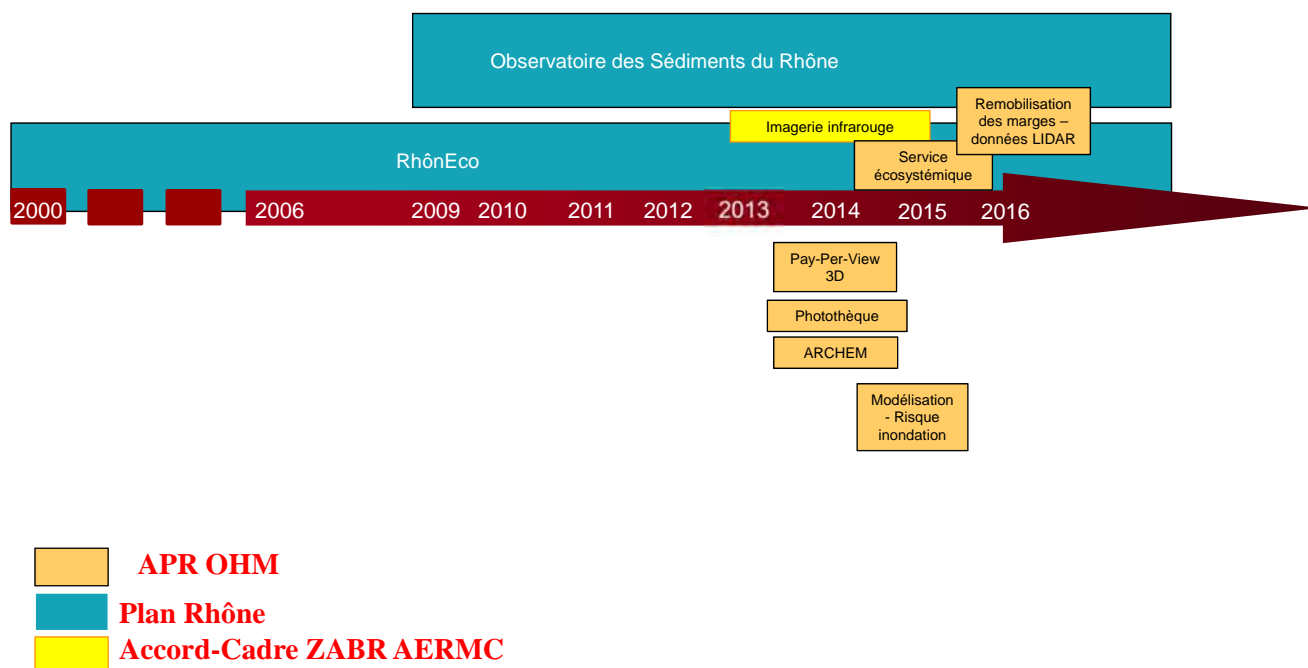 Observatoire des Sédiments du Rhône
Remobilisation
des marges –
données LIDAR
Imagerie infrarouge
RhônEco
Service
écosystémique
2000 2006 2009 2010 2011 2012 2013 2014 2015 2016
Pay-Per-View
3D
Photothèque
ARCHEM
Modélisation
- Risque
inondation
APR OHM
Plan Rhône
Accord-Cadre ZABR AERMC